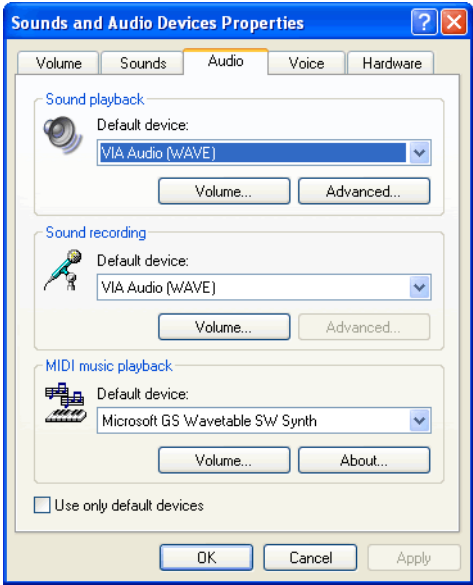 Sounds and Audio Devices Properties
Volume Sounds Audio Voice Hardware
Sound playback
Default device:
VIA Audio (WAVE)
Volume... Advanced...
Sound recording
Default device:
VIA Audio (WAVE)
Volume... Advanced...
MIDI music playback
Default device:
Microsoft GS Wavetable SW Synth
Volume... About...
Use only default devices
OK Cancel Apply